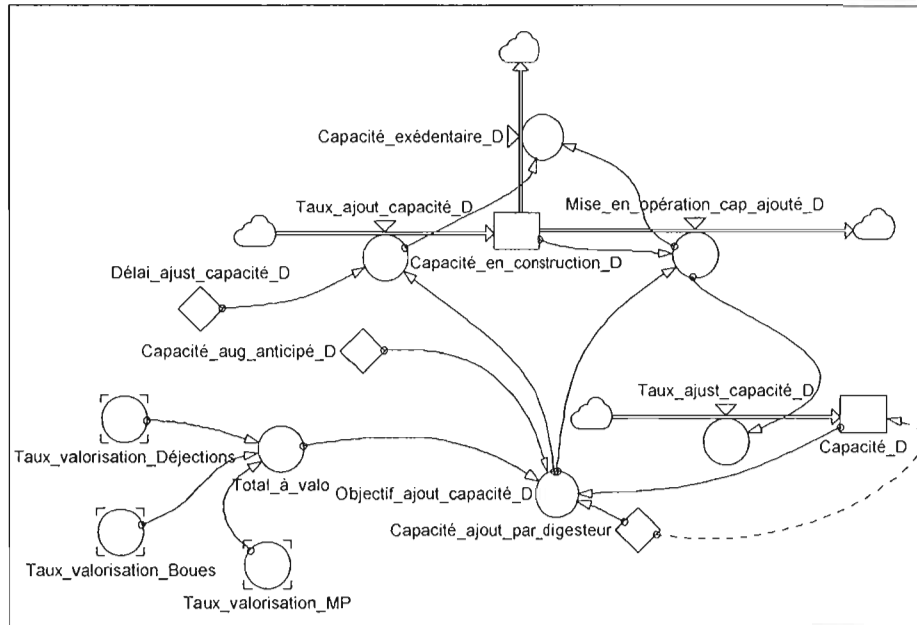 Capacité_exédentaire_D
Taux_ajout_capacité_D
Mise_en_opération_cap_ajouté_D
Capacité_en_construction_D
Délai_ajust_capacité_D
Capacité_aug_anticipé_D
Taux_ajust_capacité_D
Capacité_D
Taux_valorisation_Déjections
Total_à_valo
Objectif_ajout_capacité_D
Capacité_ajout_par_digesteur
Taux_valorisation_Boues
Taux_valorisation_MP